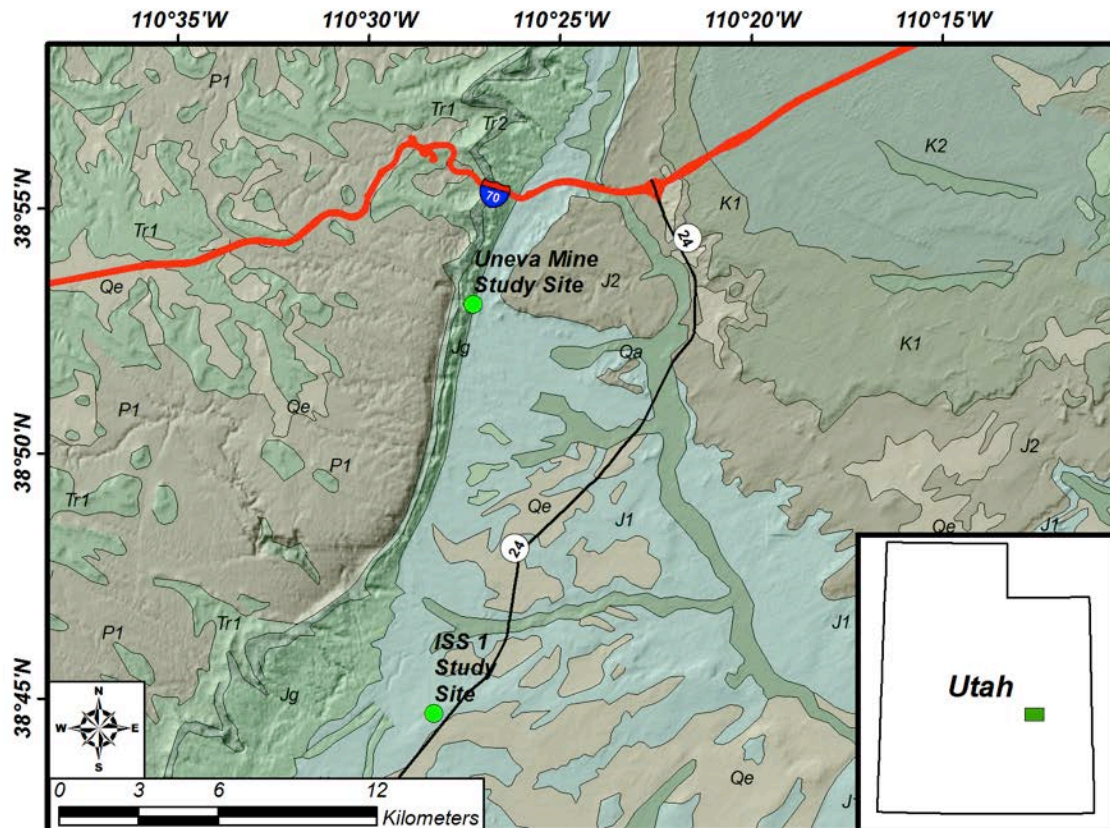 110°35'W 110°30'W 110°25'W 110°20'W 110°15'W
38°55'N
38°50'N
38°45'N
P1
Tr1
Tr2
K2
70
K1
24
Tr1
Uneva Mine
Study Site
J2
Qe
Jg
Qa
K1
P1
Qe
P1
J2
Tr1
Qe
J1
Qe
J1
24
Tr1
P1
ISS 1
Study
Site
J1
Jg
Utah
N
W E
S
Qe
J1
0 3 6 12
Kilometers